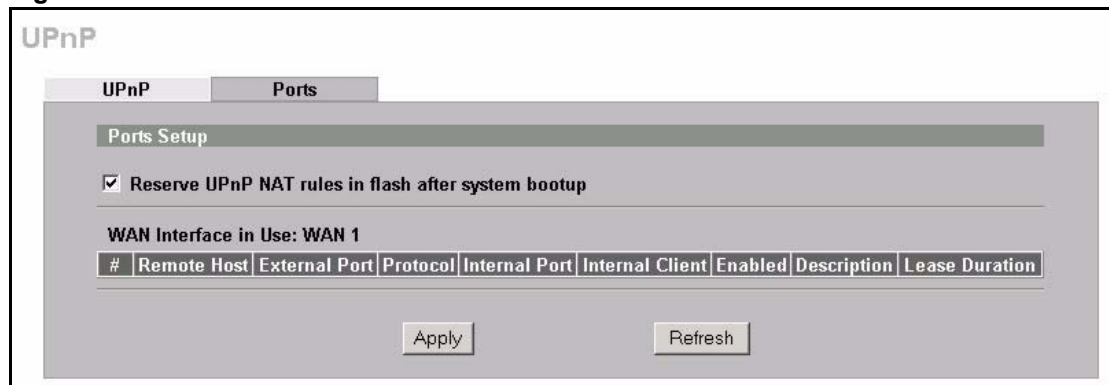 UPnP
UPnP Ports
Ports Setup
Reserve UPnP NAT rules in flash after system bootup
WAN Interface in Use: WAN 1
# Remote Host External Port Protocol Internal Port Internal Client Enabled Description Lease Duration
Apply Refresh